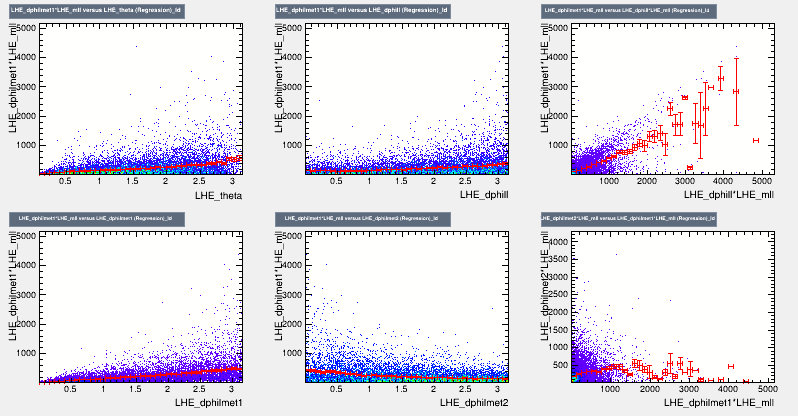 LHE_dphilmet1*LHE_mll versus LHE_theta (Regression)_Id
LHE_dphilmet1*LHE_mll
5000
4000
3000
2000
1000
0.5 1 1.5 2 2.5 3
LHE_theta
LHE_dphilmet1*LHE_mll versus LHE_dphill (Regression)_Id
LHE_dphilmet1*LHE_mll
5000
4000
3000
2000
1000
0.5 1 1.5 2 2.5 3
LHE_dphill
LHE_dphilmet1*LHE_mll versus LHE_dphill*LHE_mll (Regression)_Id
LHE_dphilmet1*LHE_mll
5000
4000
3000
2000
1000
1000 2000 3000 4000 5000
LHE_dphill*LHE_mll
LHE_dphilmet1*LHE_mll versus LHE_dphilmet1 (Regression)_Id
LHE_dphilmet1*LHE_mll
5000
4000
3000
2000
1000
0.5 1 1.5 2 2.5 3
LHE_dphilmet1
LHE_dphilmet1*LHE_mll versus LHE_dphilmet2 (Regression)_Id
LHE_dphilmet1*LHE_mll
5000
4000
3000
2000
1000
0.5 1 1.5 2 2.5 3
LHE_dphilmet2
LHE_dphilmet2*LHE_mll versus LHE_dphilmet1*LHE_mll (Regression)_Id
LHE_dphilmet2*LHE_mll
4000
3500
3000
2500
2000
1500
1000
500
1000 2000 3000 4000 5000
LHE_dphilmet1*LHE_mll